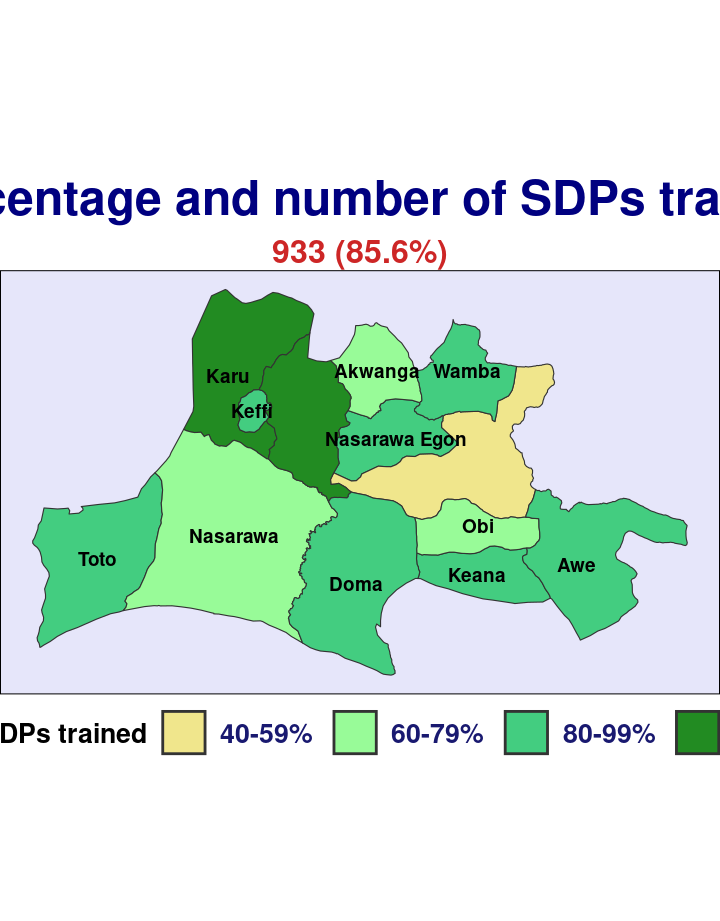 centage and number of SDPs tra
933 (85.6%)
Karu
Akwanga
Wamba
Keffi
Nasarawa Egon
Nasarawa
Obi
Toto
Awe
Keana
Doma
DPs trained 40-59% 60-79% 80-99%